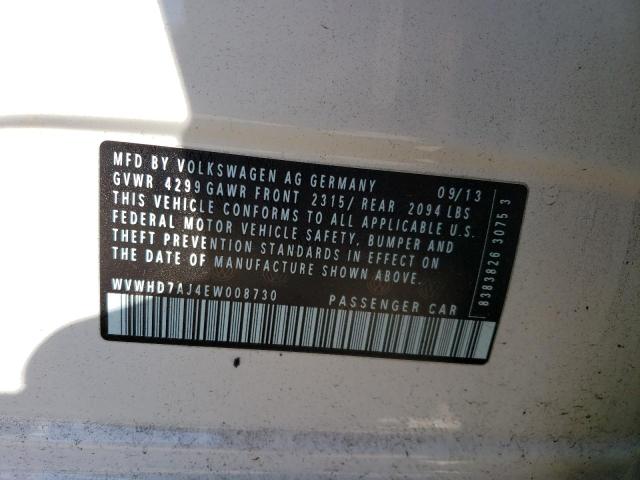 MFD BY VOLKSWAGEN AG GERMANY 09/13
GVWR 4299 GAWR FRONT 2315/ REAR 2094 LBS
THIS VEHICLE CONFORMS TO ALL APPLICABLE U.S.
FEDERAL MOTOR VEHICLE SAFETY, BUMPER AND
THEFT PREVENTION STANDARDS IN EFFECT ON
THE DATE OF MANUFACTURE SHOWN ABOVE.
WVWHD7AJ4EW008730 PASSENGER CAR
8383826 3075 3